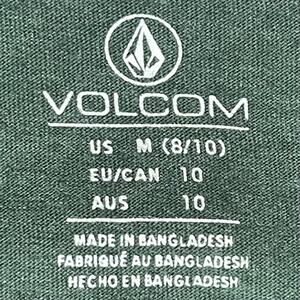 VOLCOM
US M (8/10)
EU/CAN 10
AUS 10
MADE IN BANGLADESH
FABRIQUÉ AU BANGLADESH
HECHO EN BANGLADESH